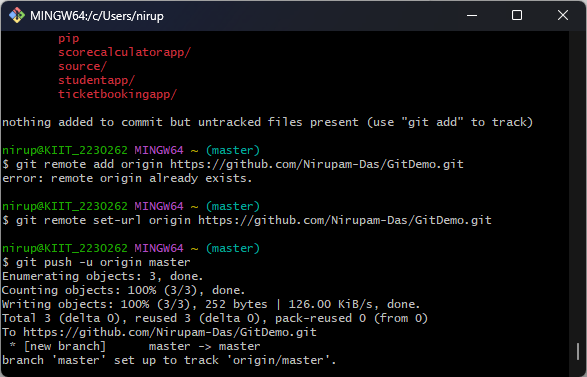 MINGW64:/c/Users/nirup
pip
scorecalculatorapp/
source/
studentapp/
ticketbookingapp/
nothing added to commit but untracked files present (use "git add" to track)
nirup@KIIT_2230262 MINGW64 ~ (master)
$ git remote add origin https://github.com/Nirupam-Das/GitDemo.git
error: remote origin already exists.
nirup@KIIT_2230262 MINGW64 ~ (master)
$ git remote set-url origin https://github.com/Nirupam-Das/GitDemo.git
nirup@KIIT_2230262 MINGW64 ~ (master)
$ git push -u origin master
Enumerating objects: 3, done.
Counting objects: 100% (3/3), done.
Writing objects: 100% (3/3), 252 bytes | 126.00 KiB/s, done.
Total 3 (delta 0), reused 3 (delta 0), pack-reused 0 (from 0)
To https://github.com/Nirupam-Das/GitDemo.git
 * [new branch]      master -> master
branch 'master' set up to track 'origin/master'.